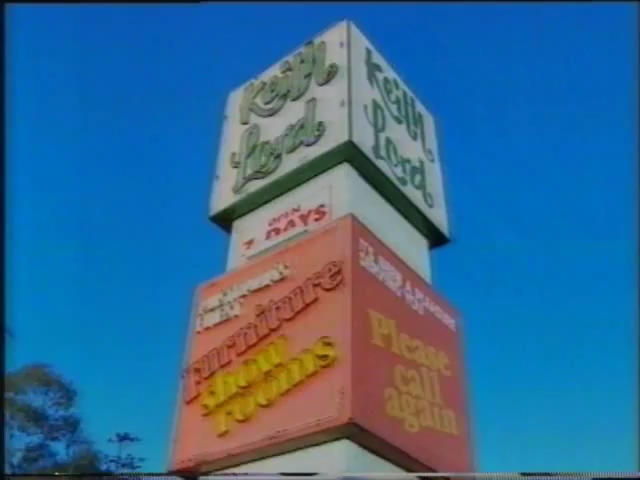 Keith
Lord
Keith
Lord
OPEN
7 DAYS
Furniture
show
rooms
Please
call
again